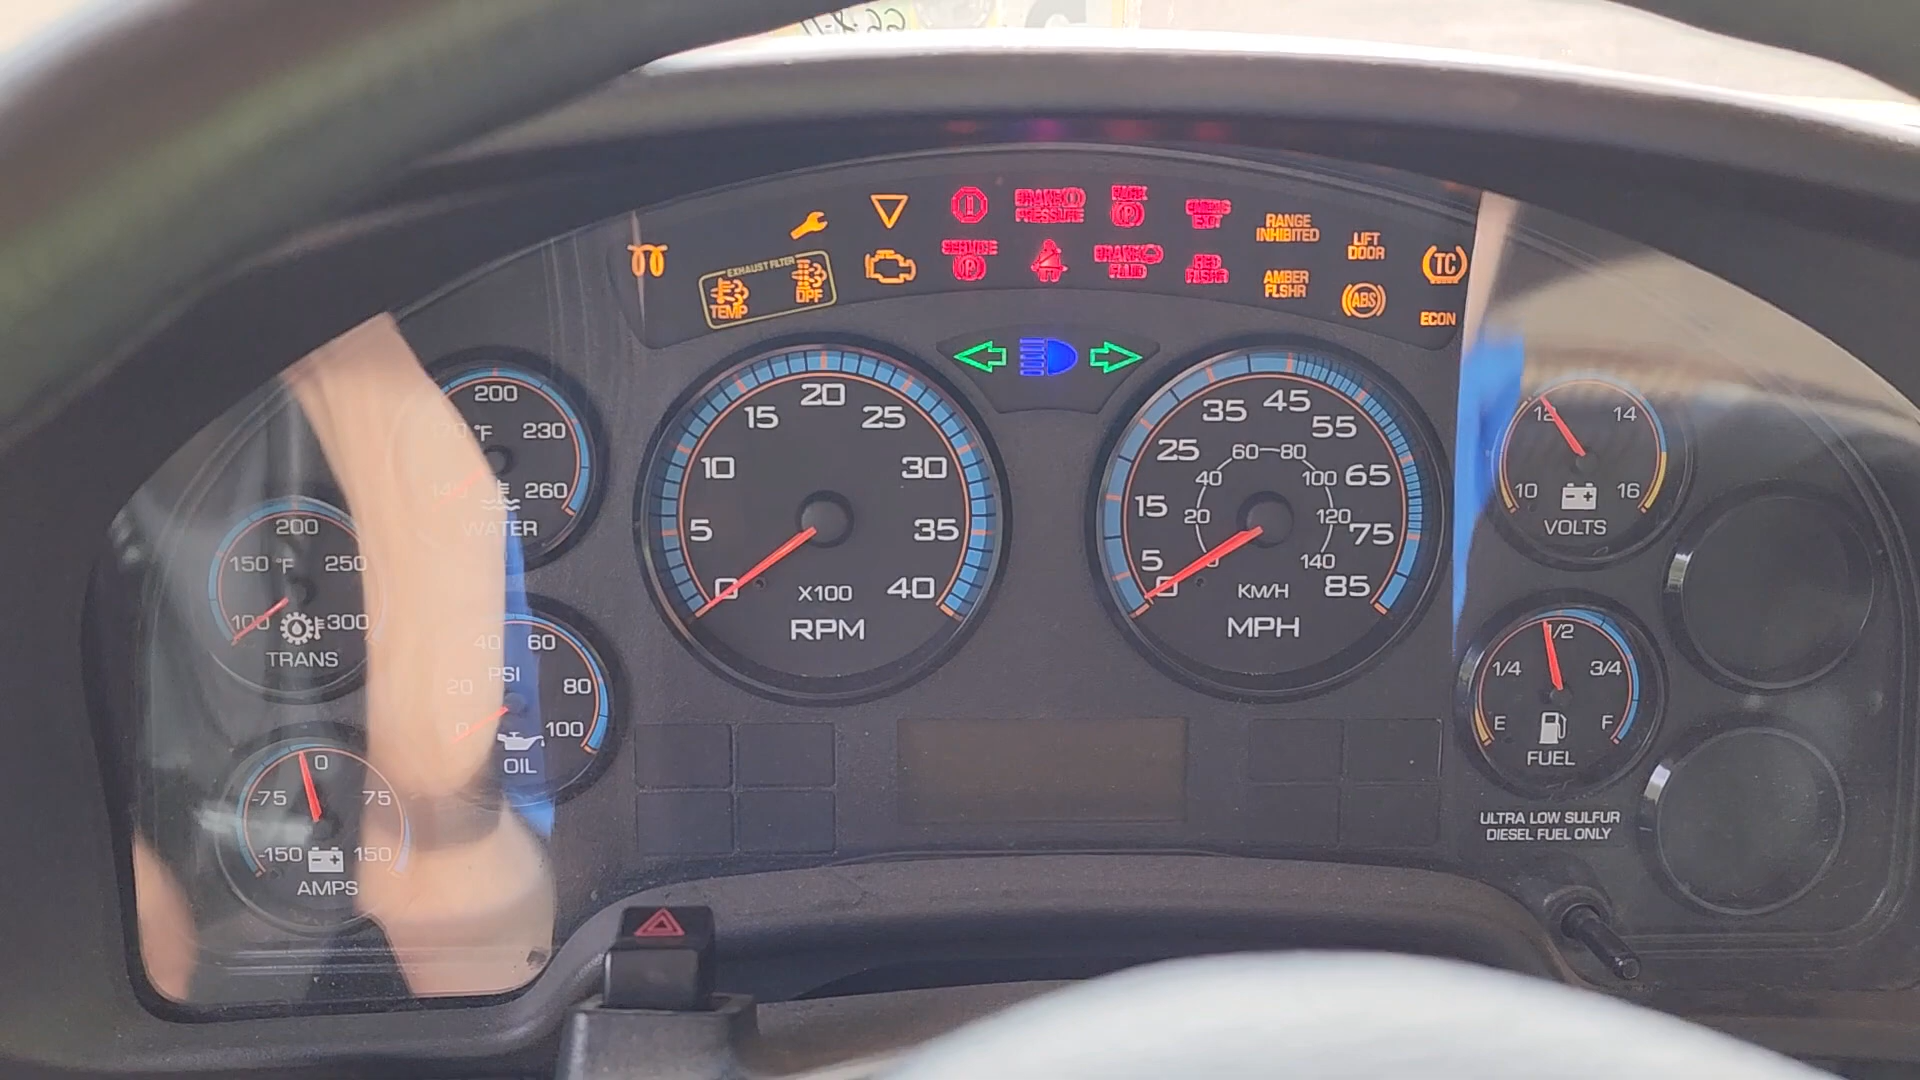 BRAKE
PRESSURE
PARK
(P)
EMERG
EXIT
RANGE
INHIBITED
LIFT
DOOR
TC
EXHAUST FILTER
TEMP
DPF
SERVICE
(P)
BRAKE
FLUID
RED
FLSHR
AMBER
FLSHR
ABS
ECON
200
°F 230
140 260
WATER
200
150 °F 250
100 300
TRANS
40 60
PSI
20 80
0 100
OIL
0
-75 75
-150 150
AMPS
20
15 25
10 30
5 35
0 40
X100
RPM
45
35 55
25 65
15 75
5 85
0
60 80
40 100
20 120
0 140
KM/H
MPH
12 14
10 16
VOLTS
1/2
1/4 3/4
E F
FUEL
ULTRA LOW SULFUR
DIESEL FUEL ONLY